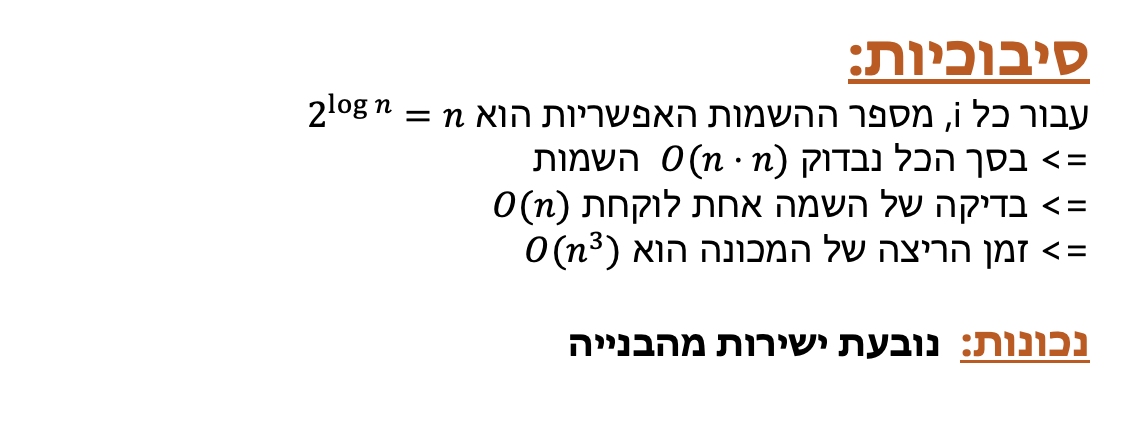 סיבוכיות:
עבור כל i, מספר ההשמות האפשריות הוא 2^{log n} = n
=> בסך הכל נבדוק O(n · n) השמות
=> בדיקה של השמה אחת לוקחת O(n)
=> זמן הריצה של המכונה הוא O(n³)
נכונות: נובעת ישירות מהבנייה